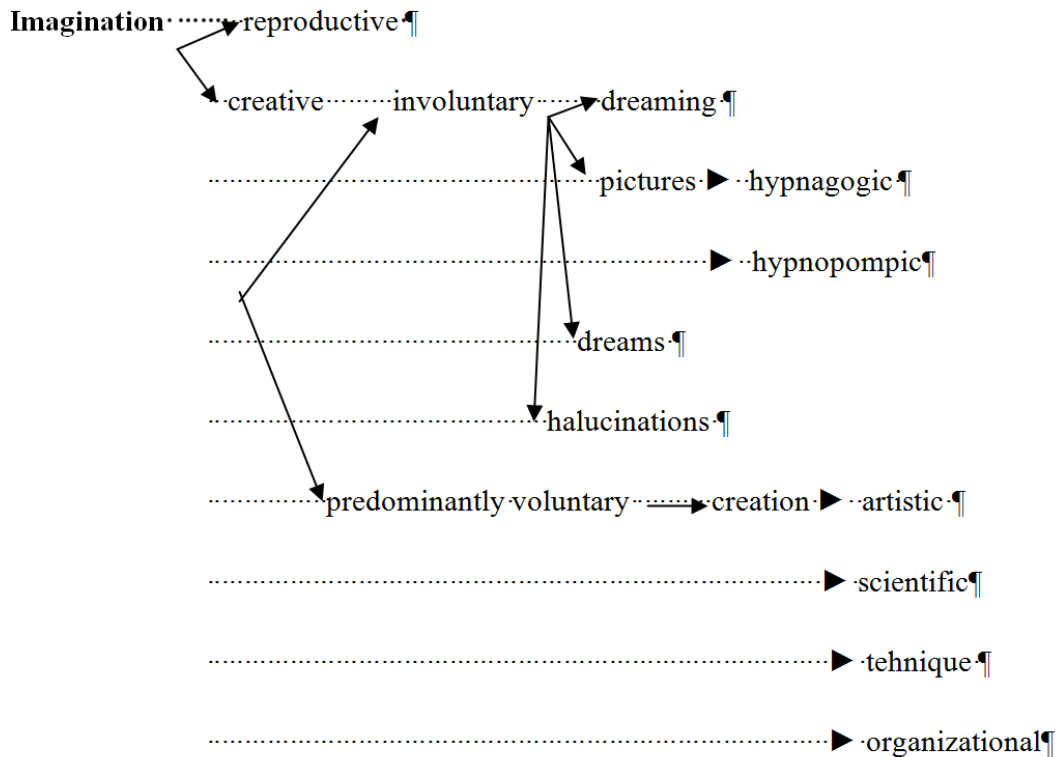 Imagination reproductive ¶
creative involuntary dreaming ¶
pictures ► hypnagogic ¶
► hypnopompic¶
dreams ¶
halucinations ¶
predominantly voluntary creation ► artistic ¶
► scientific¶
► tehnique ¶
► organizational¶